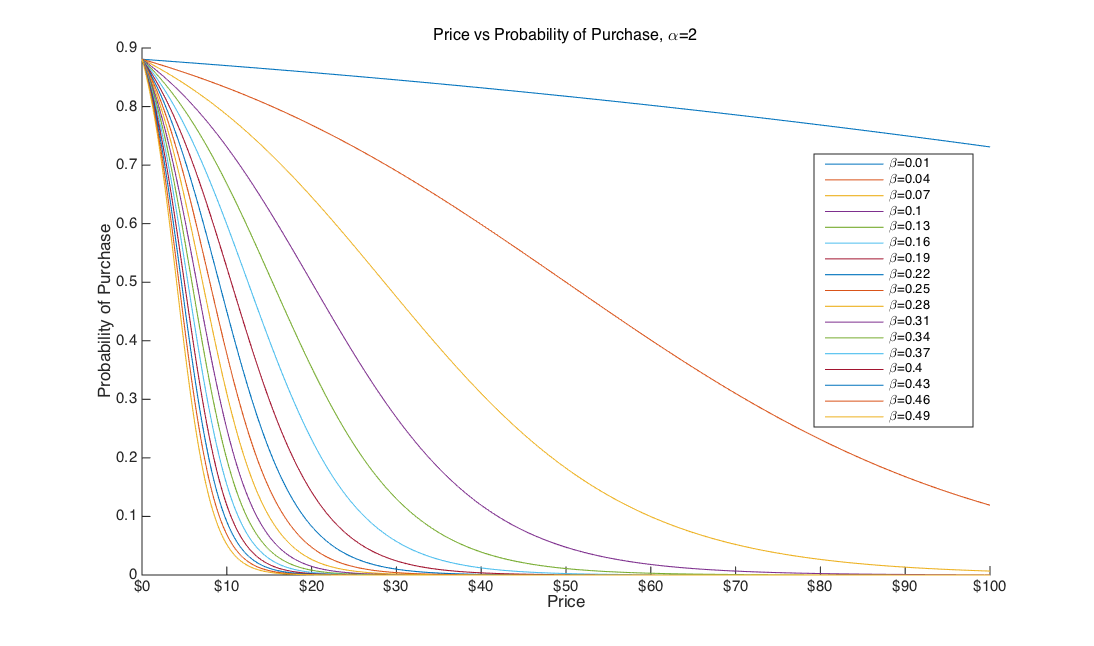 Price vs Probability of Purchase, α=2
0.9
0.8
0.7
0.6
0.5
0.4
0.3
0.2
0.1
0
Probability of Purchase
$0 $10 $20 $30 $40 $50 $60 $70 $80 $90 $100
Price
β=0.01
β=0.04
β=0.07
β=0.1
β=0.13
β=0.16
β=0.19
β=0.22
β=0.25
β=0.28
β=0.31
β=0.34
β=0.37
β=0.4
β=0.43
β=0.46
β=0.49